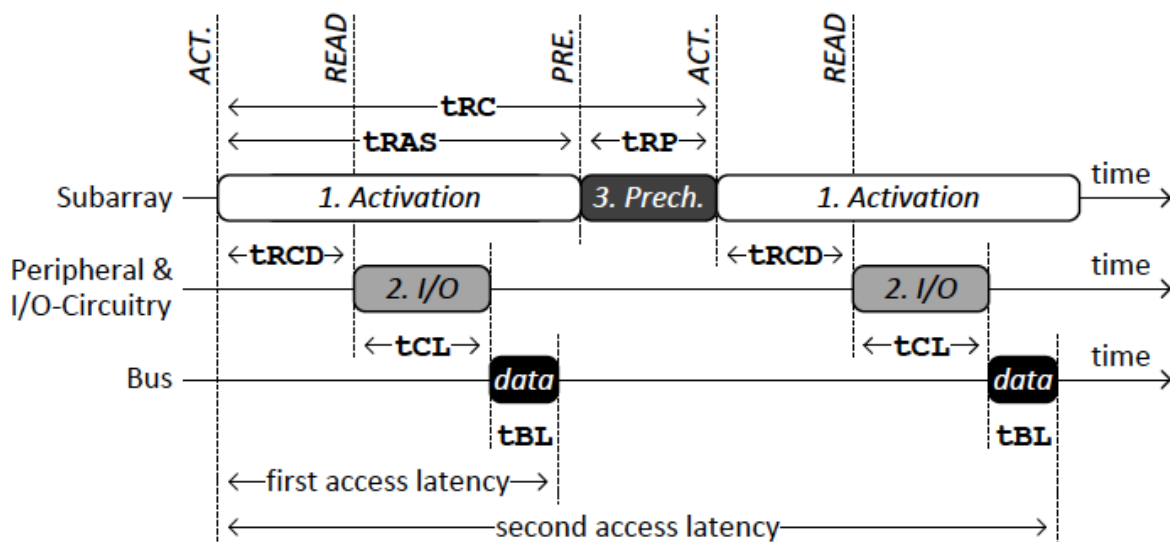 ACT.
READ
PRE.
ACT.
READ
tRC
tRAS
tRP
Subarray
1. Activation
3. Prech.
1. Activation
time
tRCD
tRCD
Peripheral &
I/O-Circuitry
2. I/O
2. I/O
time
tCL
tCL
Bus
data
data
time
tBL
tBL
first access latency
second access latency